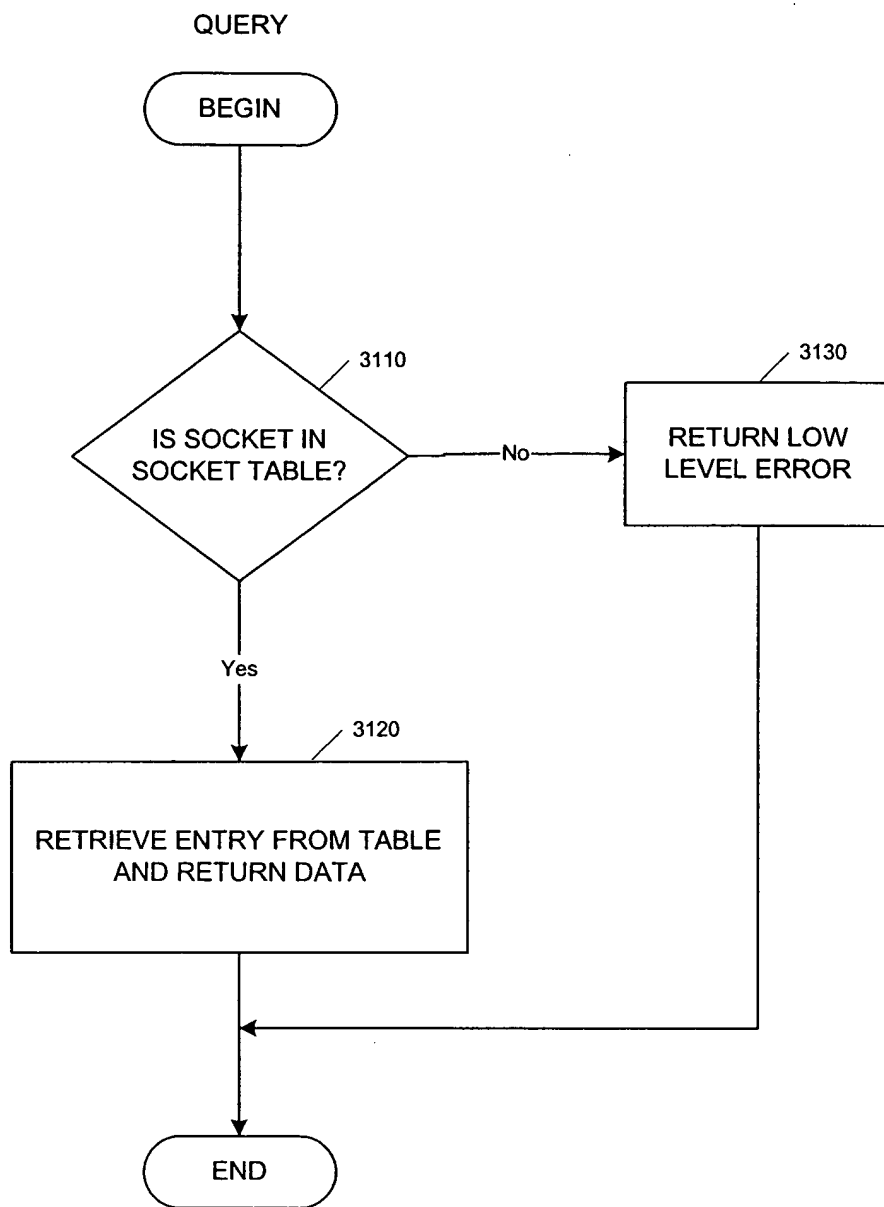 QUERY
BEGIN
3110
IS SOCKET IN
SOCKET TABLE?
No
3130
RETURN LOW
LEVEL ERROR
Yes
3120
RETRIEVE ENTRY FROM TABLE
AND RETURN DATA
END